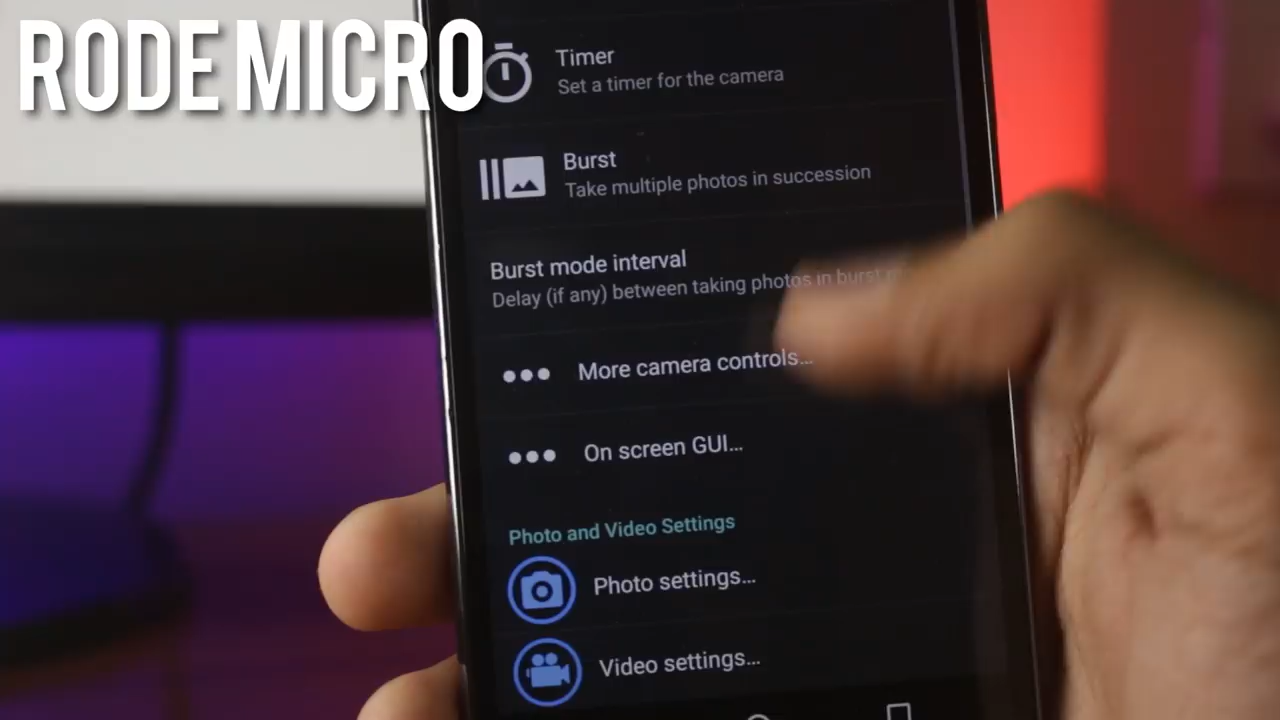 RODE MICRO
Timer
Set a timer for the camera
Burst
Take multiple photos in succession
Burst mode interval
Delay (if any) between taking photos in burst
More camera controls...
On screen GUI...
Photo and Video Settings
Photo settings...
Video settings...